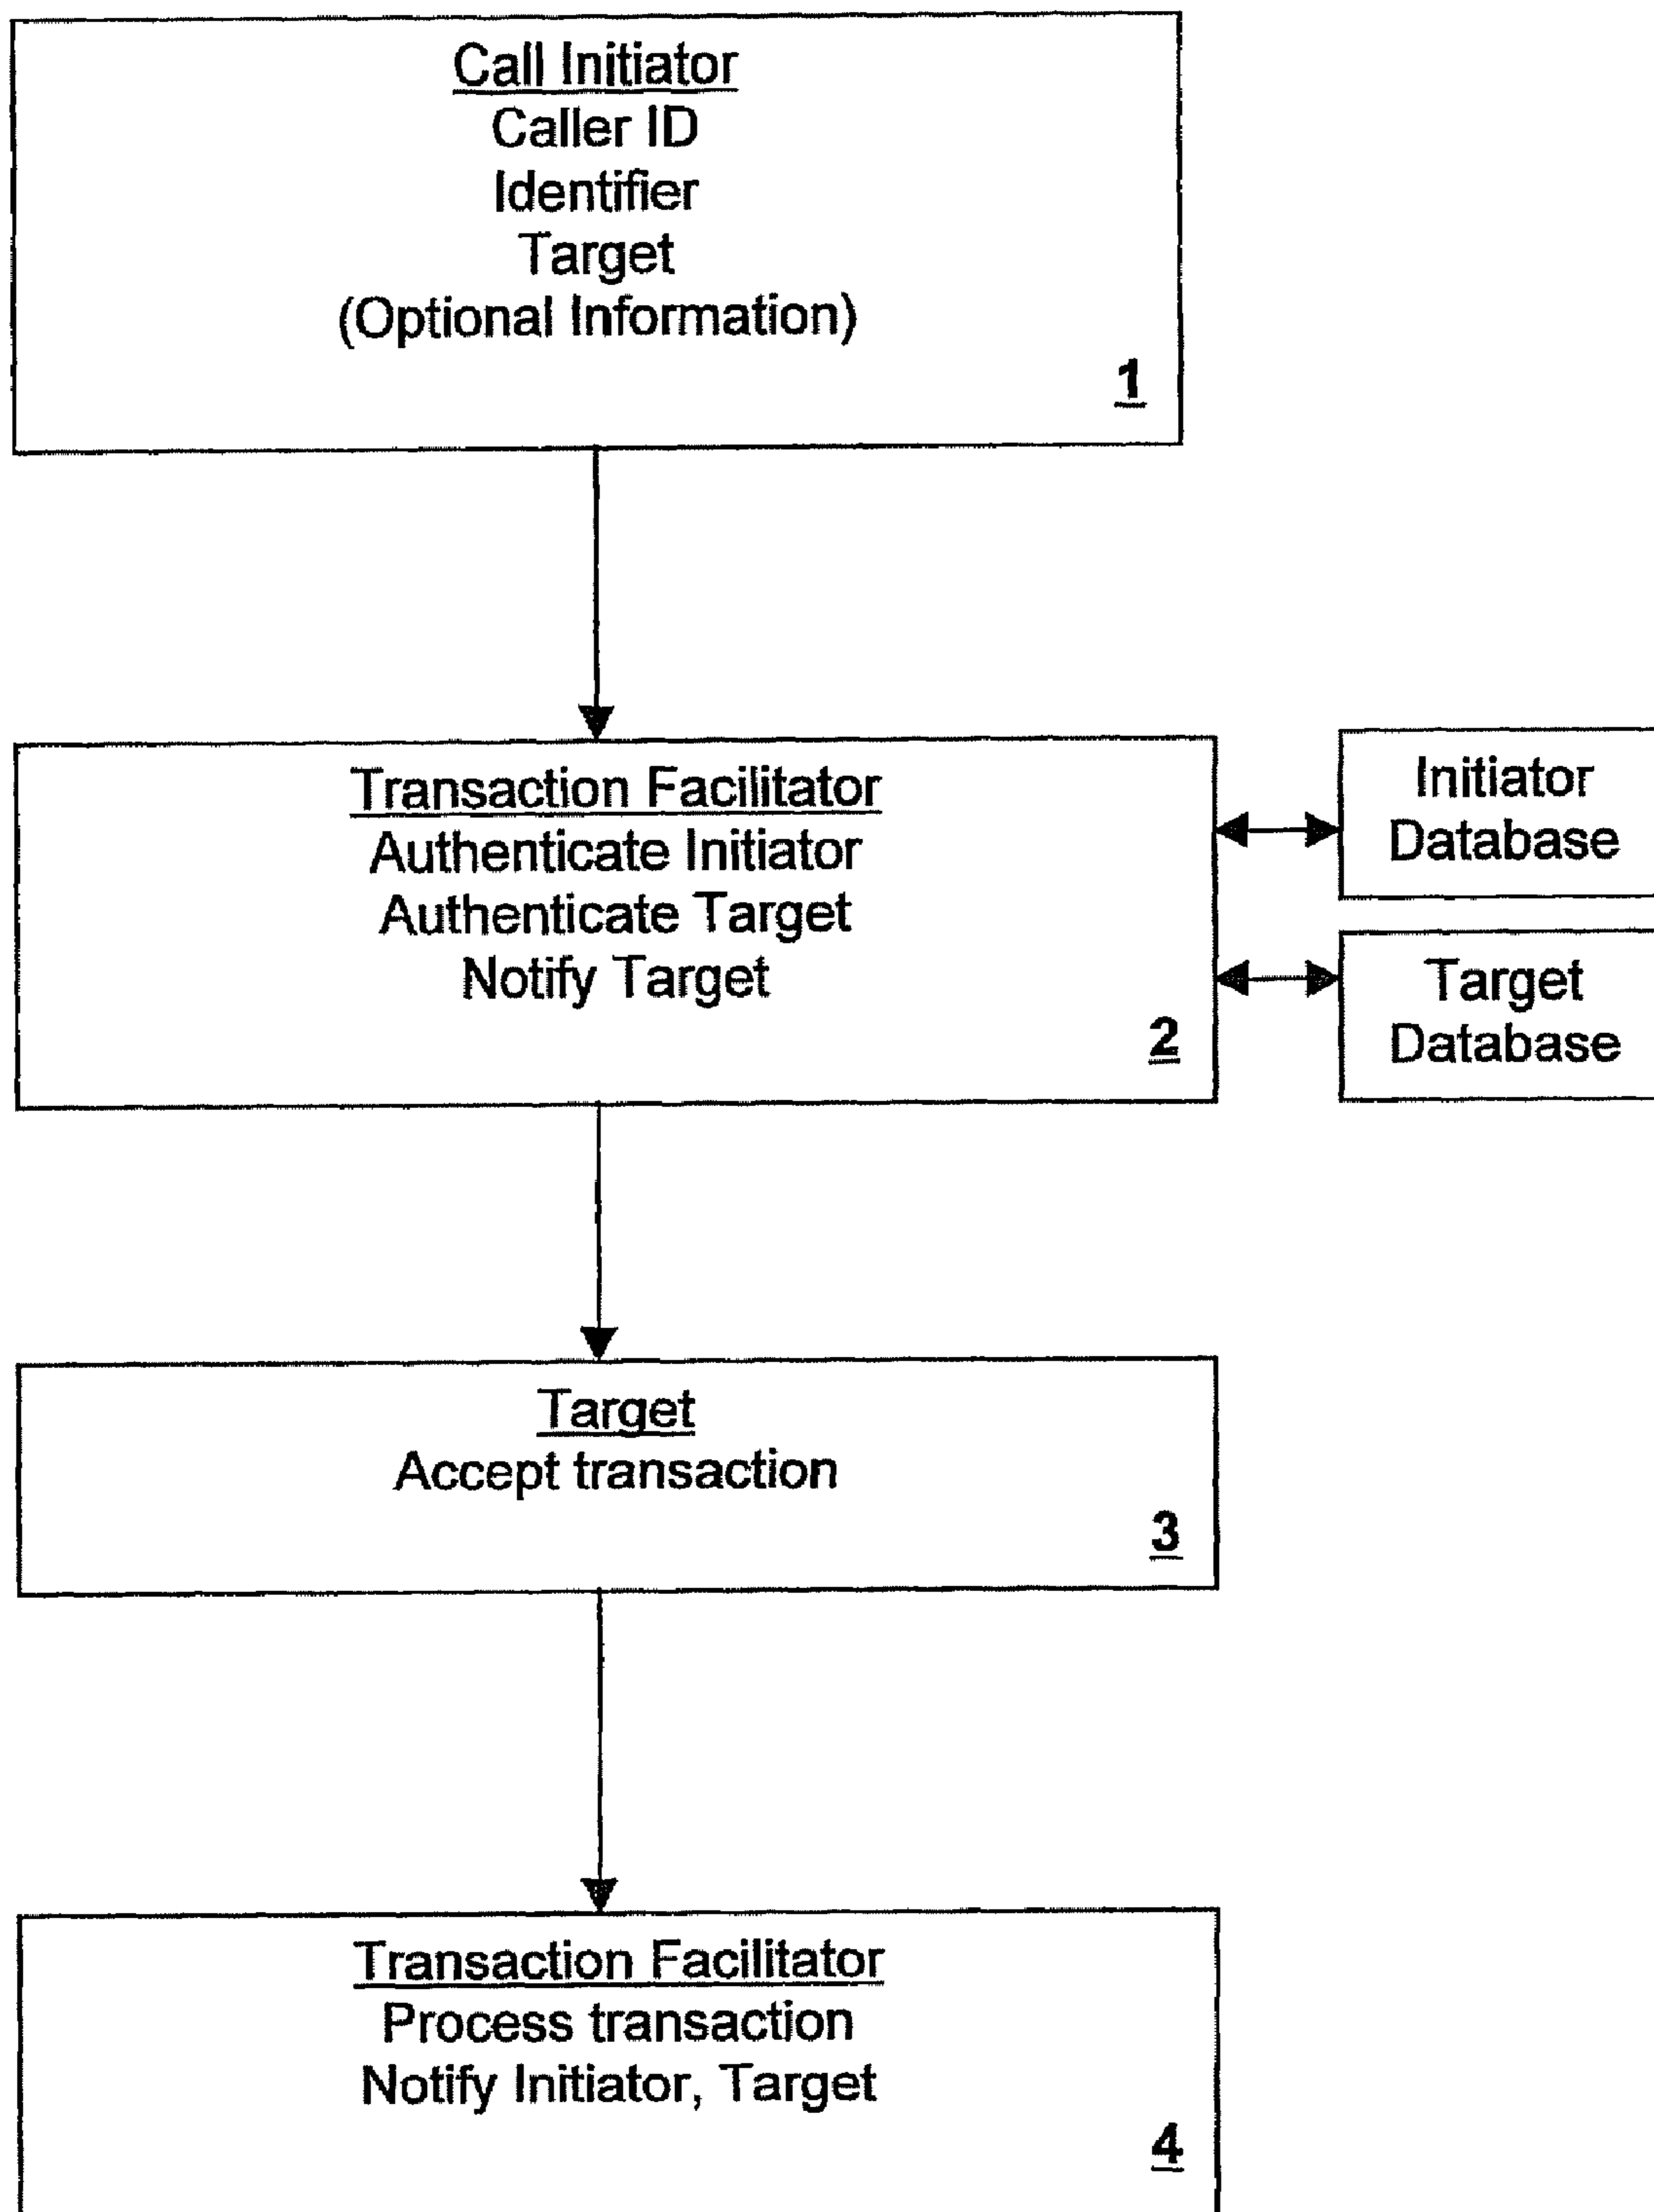 Call Initiator
Caller ID
Identifier
Target
(Optional Information)
1
Transaction Facilitator
Authenticate Initiator
Authenticate Target
Notify Target
2
Initiator
Database
Target
Database
Target
Accept transaction
3
Transaction Facilitator
Process transaction
Notify Initiator, Target
4